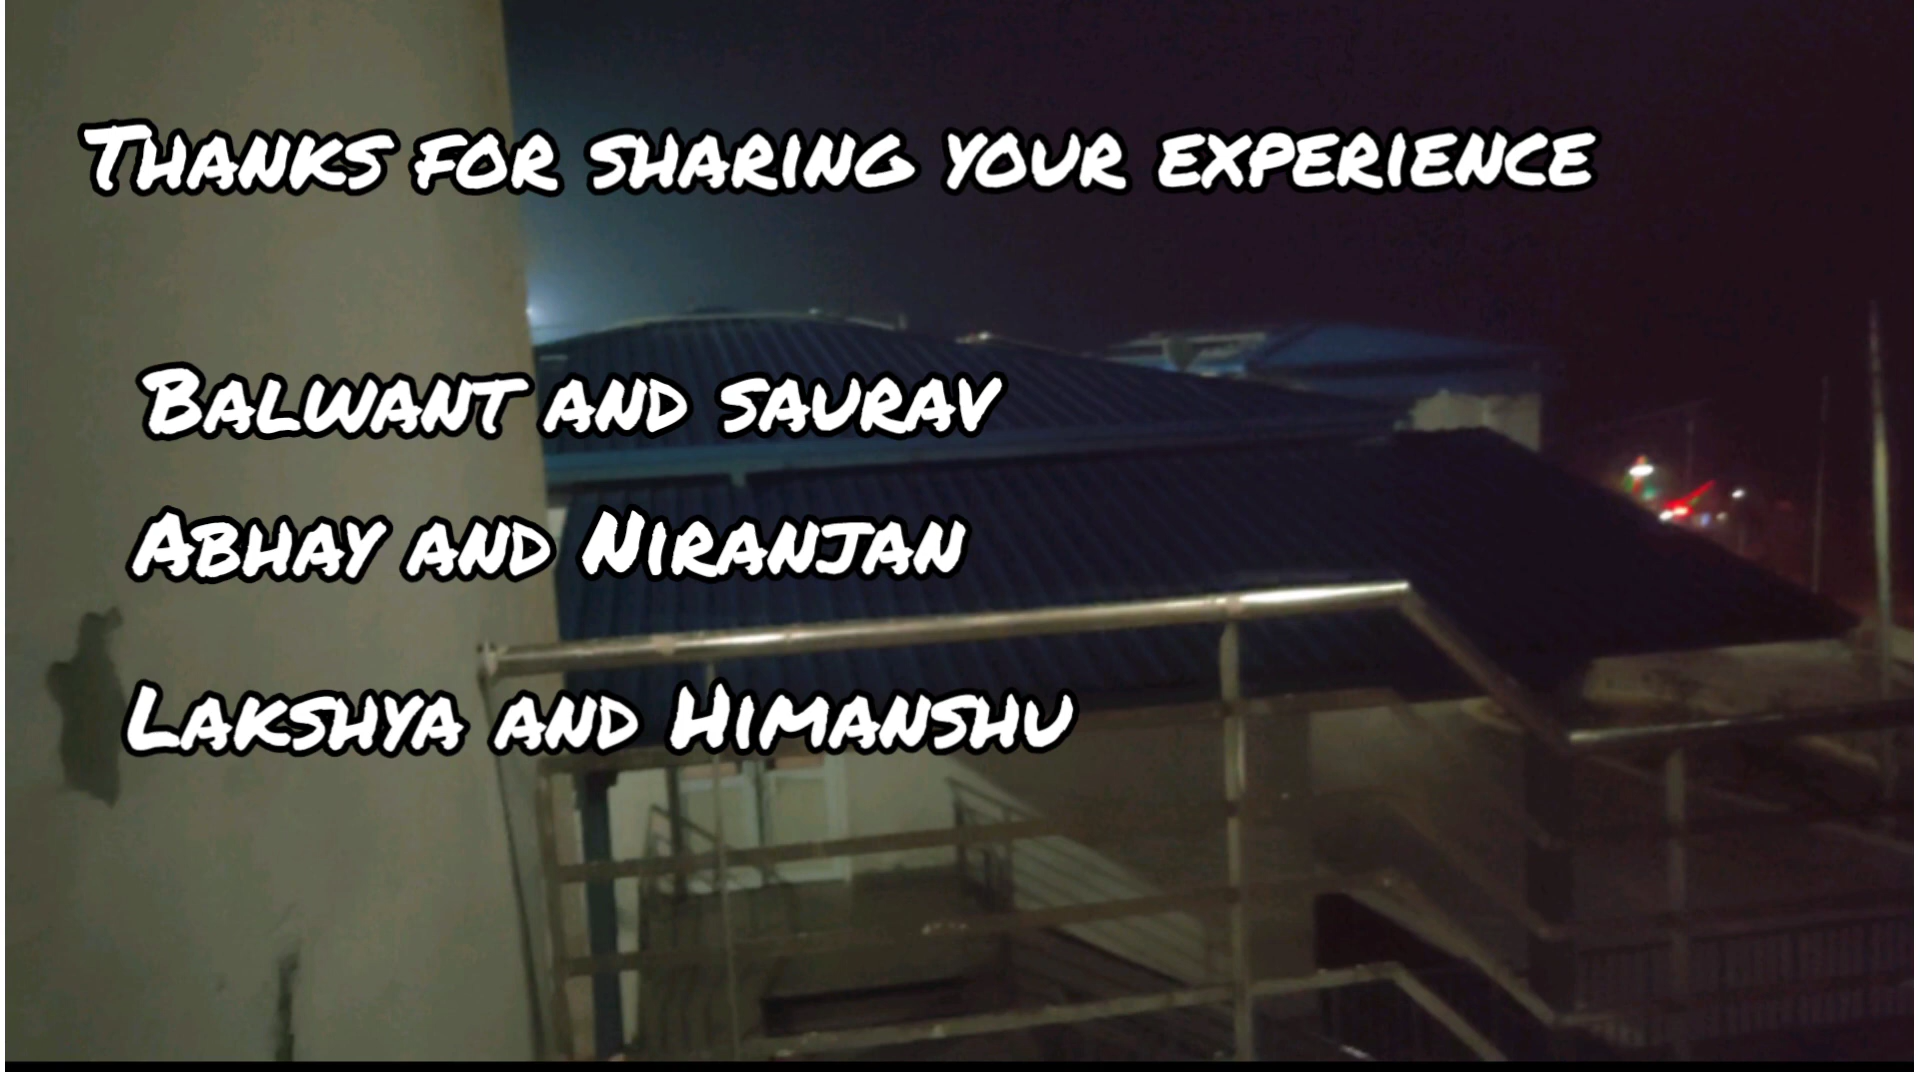 Thanks for sharing your experience
Balwant and saurav
Abhay and Niranjan
Lakshya and Himanshu